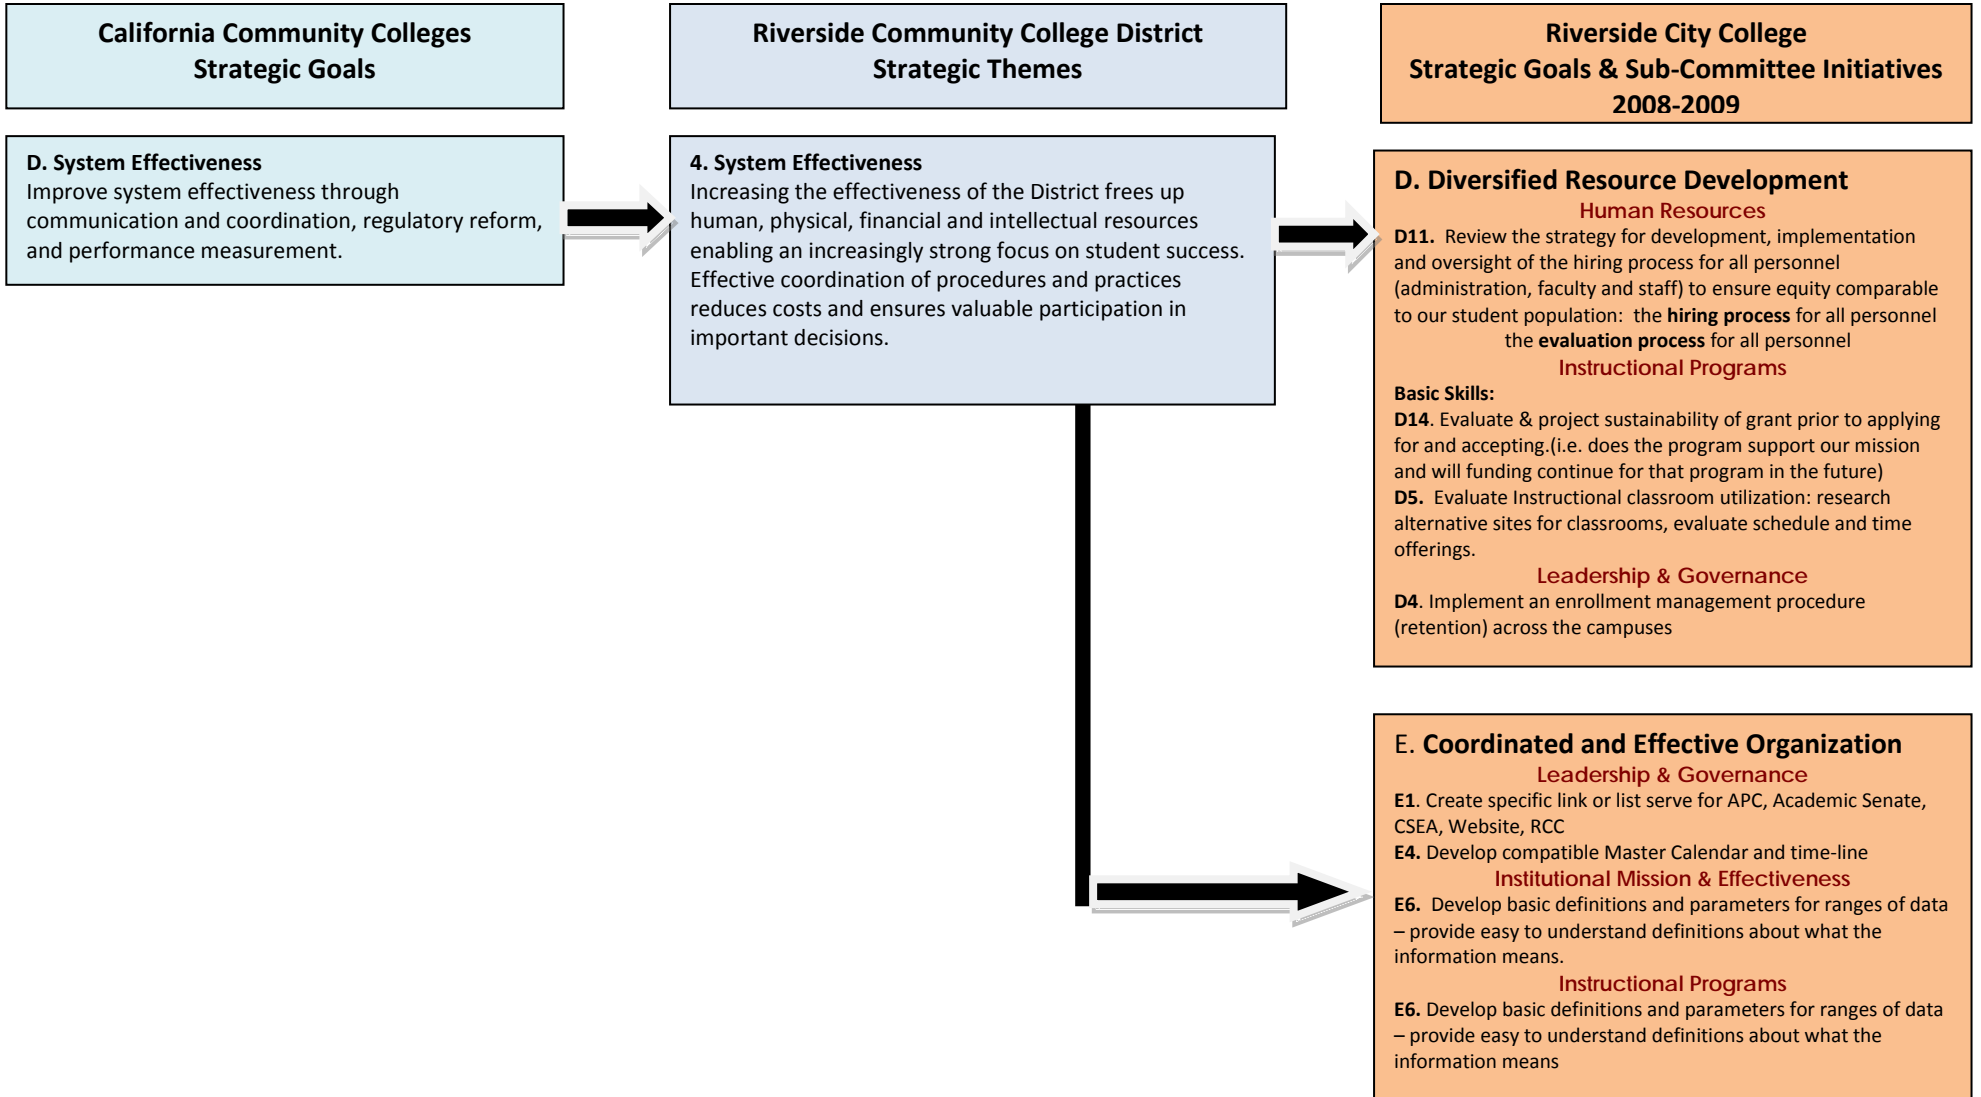 California Community Colleges
Strategic Goals
Riverside Community College District
Strategic Themes
Riverside City College
Strategic Goals & Sub-Committee Initiatives
2008-2009
D. System Effectiveness
Improve system effectiveness through
communication and coordination, regulatory reform,
and performance measurement.
4. System Effectiveness
Increasing the effectiveness of the District frees up
human, physical, financial and intellectual resources
enabling an increasingly strong focus on student success.
Effective coordination of procedures and practices
reduces costs and ensures valuable participation in
important decisions.
D. Diversified Resource Development
Human Resources
D11. Review the strategy for development, implementation
and oversight of the hiring process for all personnel
(administration, faculty and staff) to ensure equity comparable
to our student population: the hiring process for all personnel
the evaluation process for all personnel
Instructional Programs
Basic Skills:
D14. Evaluate & project sustainability of grant prior to applying
for and accepting.(i.e. does the program support our mission
and will funding continue for that program in the future)
D5. Evaluate Instructional classroom utilization: research
alternative sites for classrooms, evaluate schedule and time
offerings.
Leadership & Governance
D4. Implement an enrollment management procedure
(retention) across the campuses
E. Coordinated and Effective Organization
Leadership & Governance
E1. Create specific link or list serve for APC, Academic Senate,
CSEA, Website, RCC
E4. Develop compatible Master Calendar and time-line
Institutional Mission & Effectiveness
E6. Develop basic definitions and parameters for ranges of data
– provide easy to understand definitions about what the
information means.
Instructional Programs
E6. Develop basic definitions and parameters for ranges of data
– provide easy to understand definitions about what the
information means